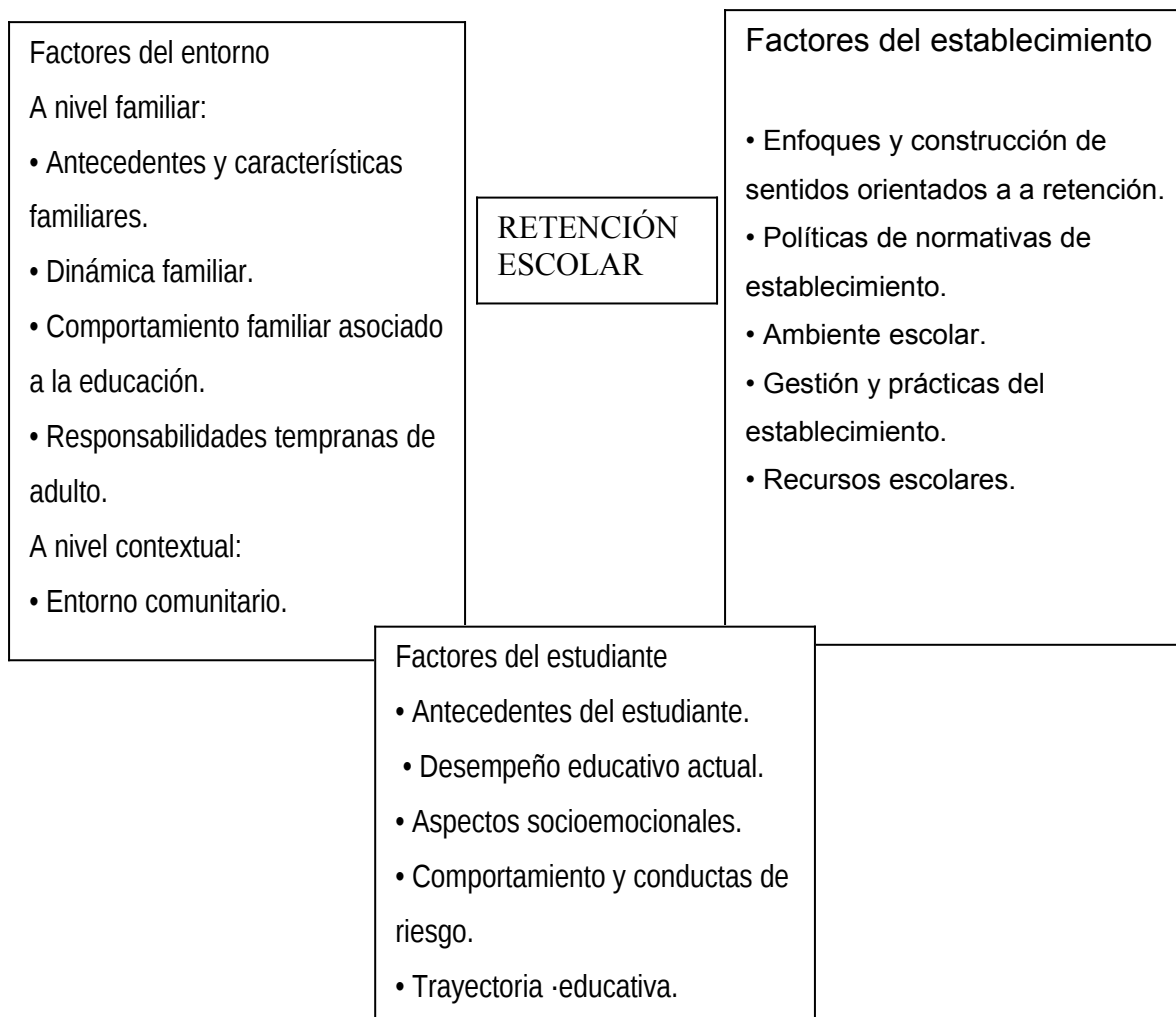 Factores del entorno
A nivel familiar:
• Antecedentes y características
familiares.
• Dinámica familiar.
• Comportamiento familiar asociado
a la educación.
• Responsabilidades tempranas de
adulto.
A nivel contextual:
• Entorno comunitario.
RETENCIÓN
ESCOLAR
Factores del establecimiento
• Enfoques y construcción de
sentidos orientados a a retención.
• Políticas de normativas de
establecimiento.
• Ambiente escolar.
• Gestión y prácticas del
establecimiento.
• Recursos escolares.
Factores del estudiante
• Antecedentes del estudiante.
• Desempeño educativo actual.
• Aspectos socioemocionales.
• Comportamiento y conductas de
riesgo.
• Trayectoria ·educativa.